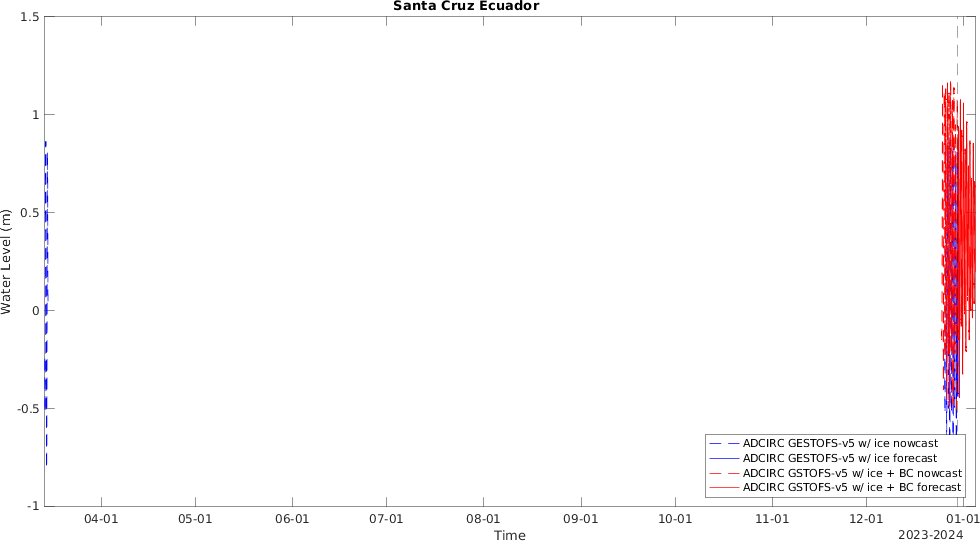 Santa Cruz Ecuador
1.5
1
0.5
0
-0.5
-1
Water Level (m)
04-01 05-01 06-01 07-01 08-01 09-01 10-01 11-01 12-01 01-01
Time
2023-2024
ADCIRC GESTOFS-v5 w/ ice nowcast
ADCIRC GESTOFS-v5 w/ ice forecast
ADCIRC GSTOFS-v5 w/ ice + BC nowcast
ADCIRC GSTOFS-v5 w/ ice + BC forecast